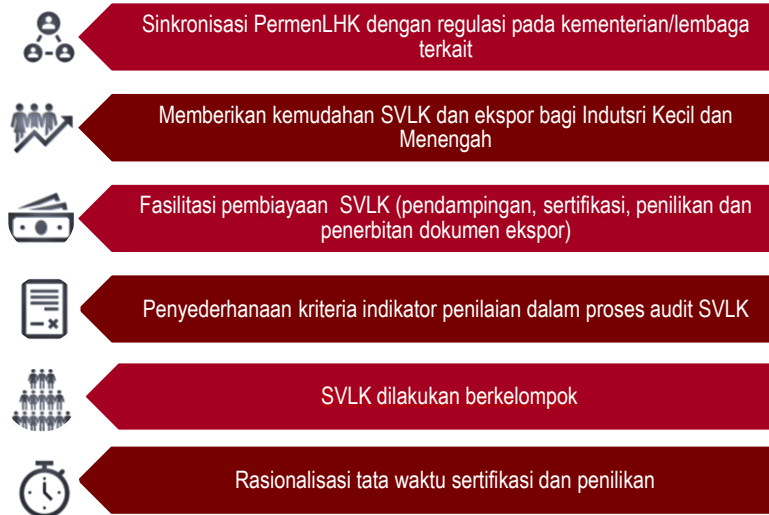 Sinkronisasi PermenLHK dengan regulasi pada kementerian/lembaga
terkait
Memberikan kemudahan SVLK dan ekspor bagi Indutsri Kecil dan
Menengah
Fasilitasi pembiayaan SVLK (pendampingan, sertifikasi, penilikan dan
penerbitan dokumen ekspor)
Penyederhanaan kriteria indikator penilaian dalam proses audit SVLK
SVLK dilakukan berkelompok
Rasionalisasi tata waktu sertifikasi dan penilikan